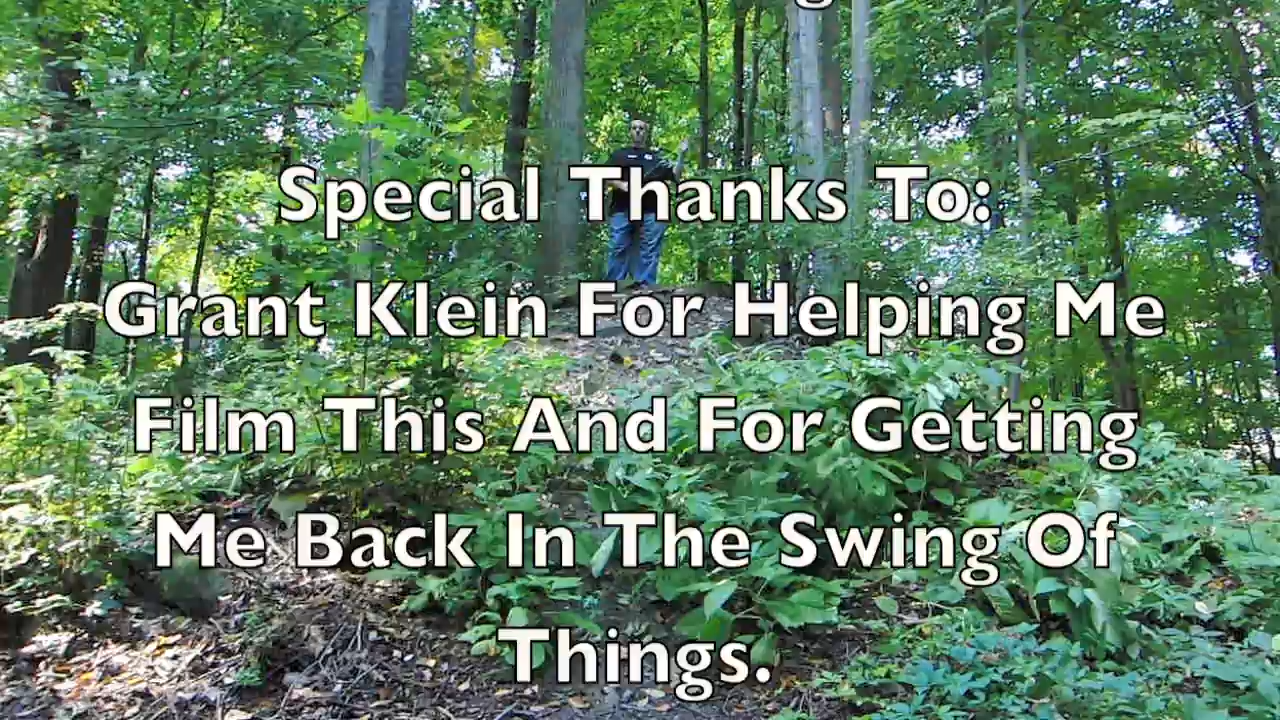 Special Thanks To:
Grant Klein For Helping Me
Film This And For Getting
Me Back In The Swing Of
Things.